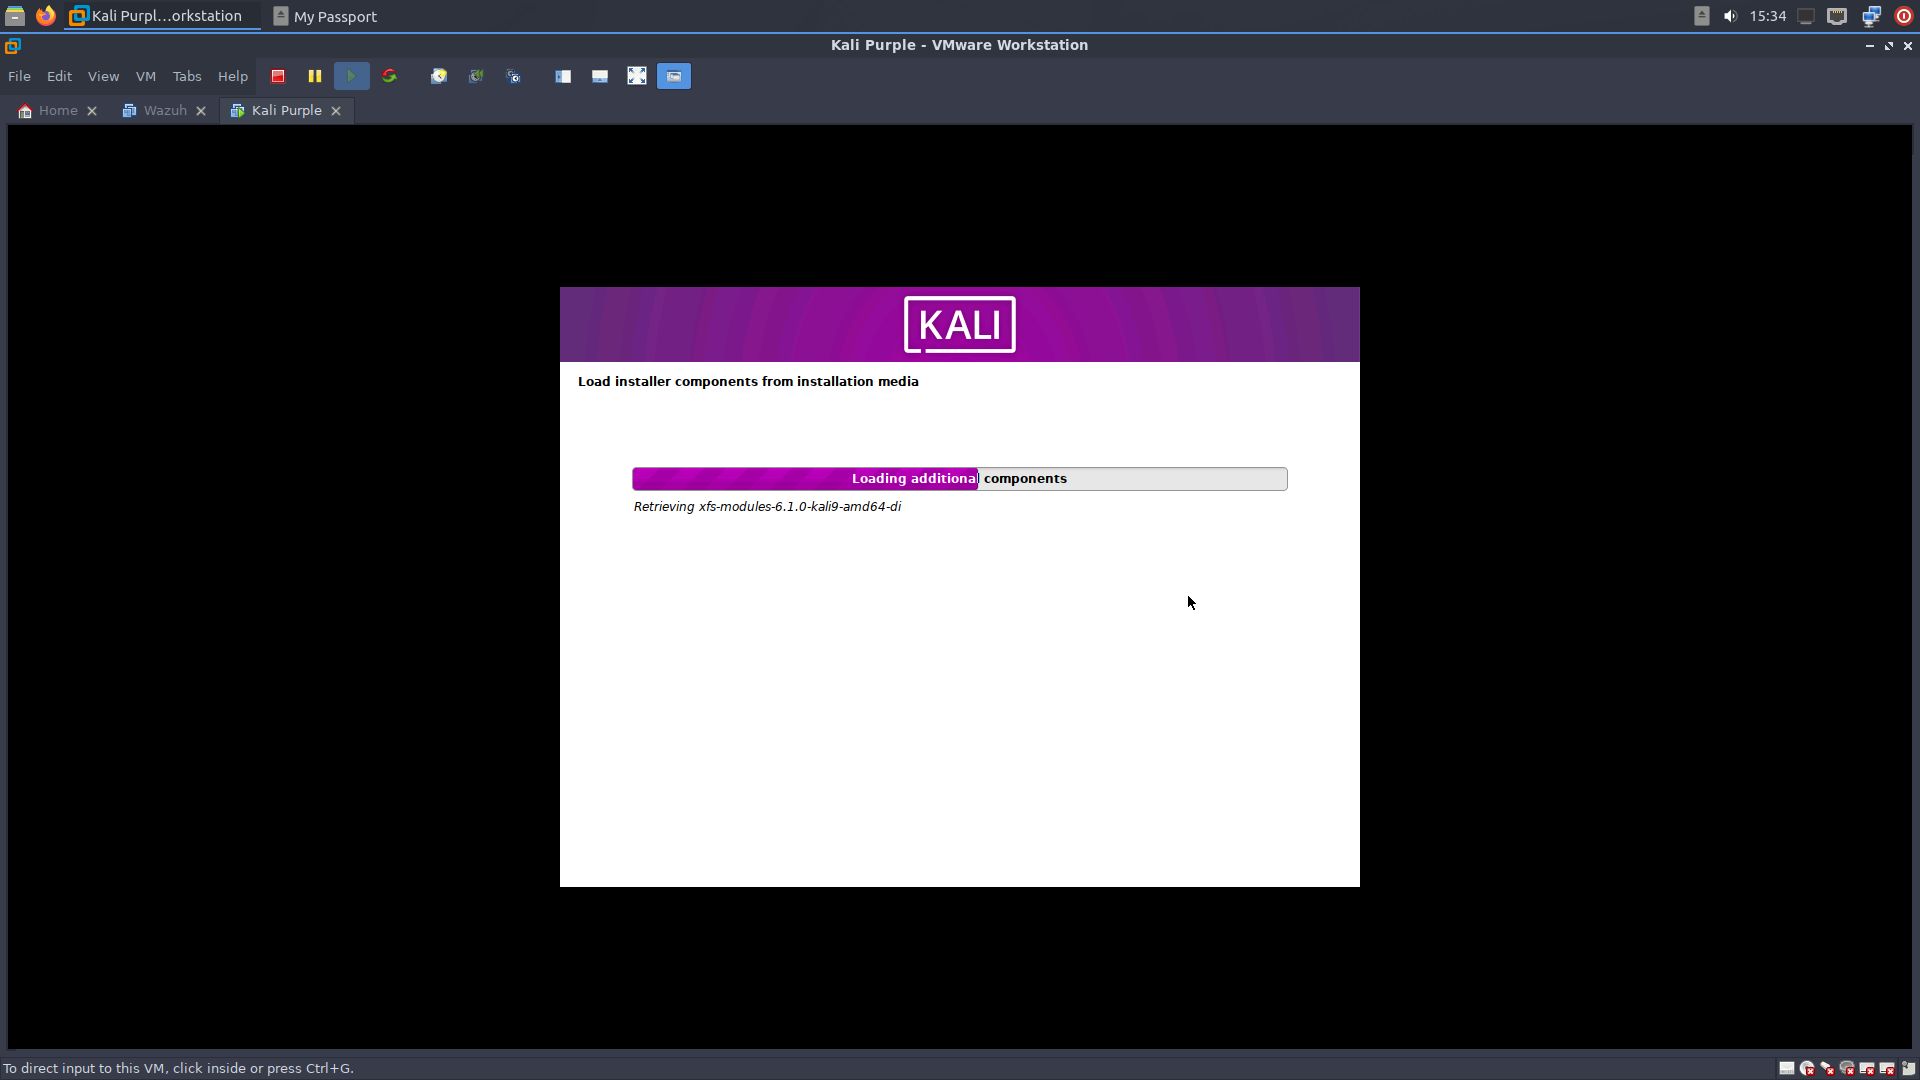 Kali Purpl...orkstation
My Passport
15:34
Kali Purple - VMware Workstation
File Edit View VM Tabs Help
Home Wazuh Kali Purple
KALI
Load installer components from installation media
Loading additional components
Retrieving xfs-modules-6.1.0-kali9-amd64-di
To direct input to this VM, click inside or press Ctrl+G.